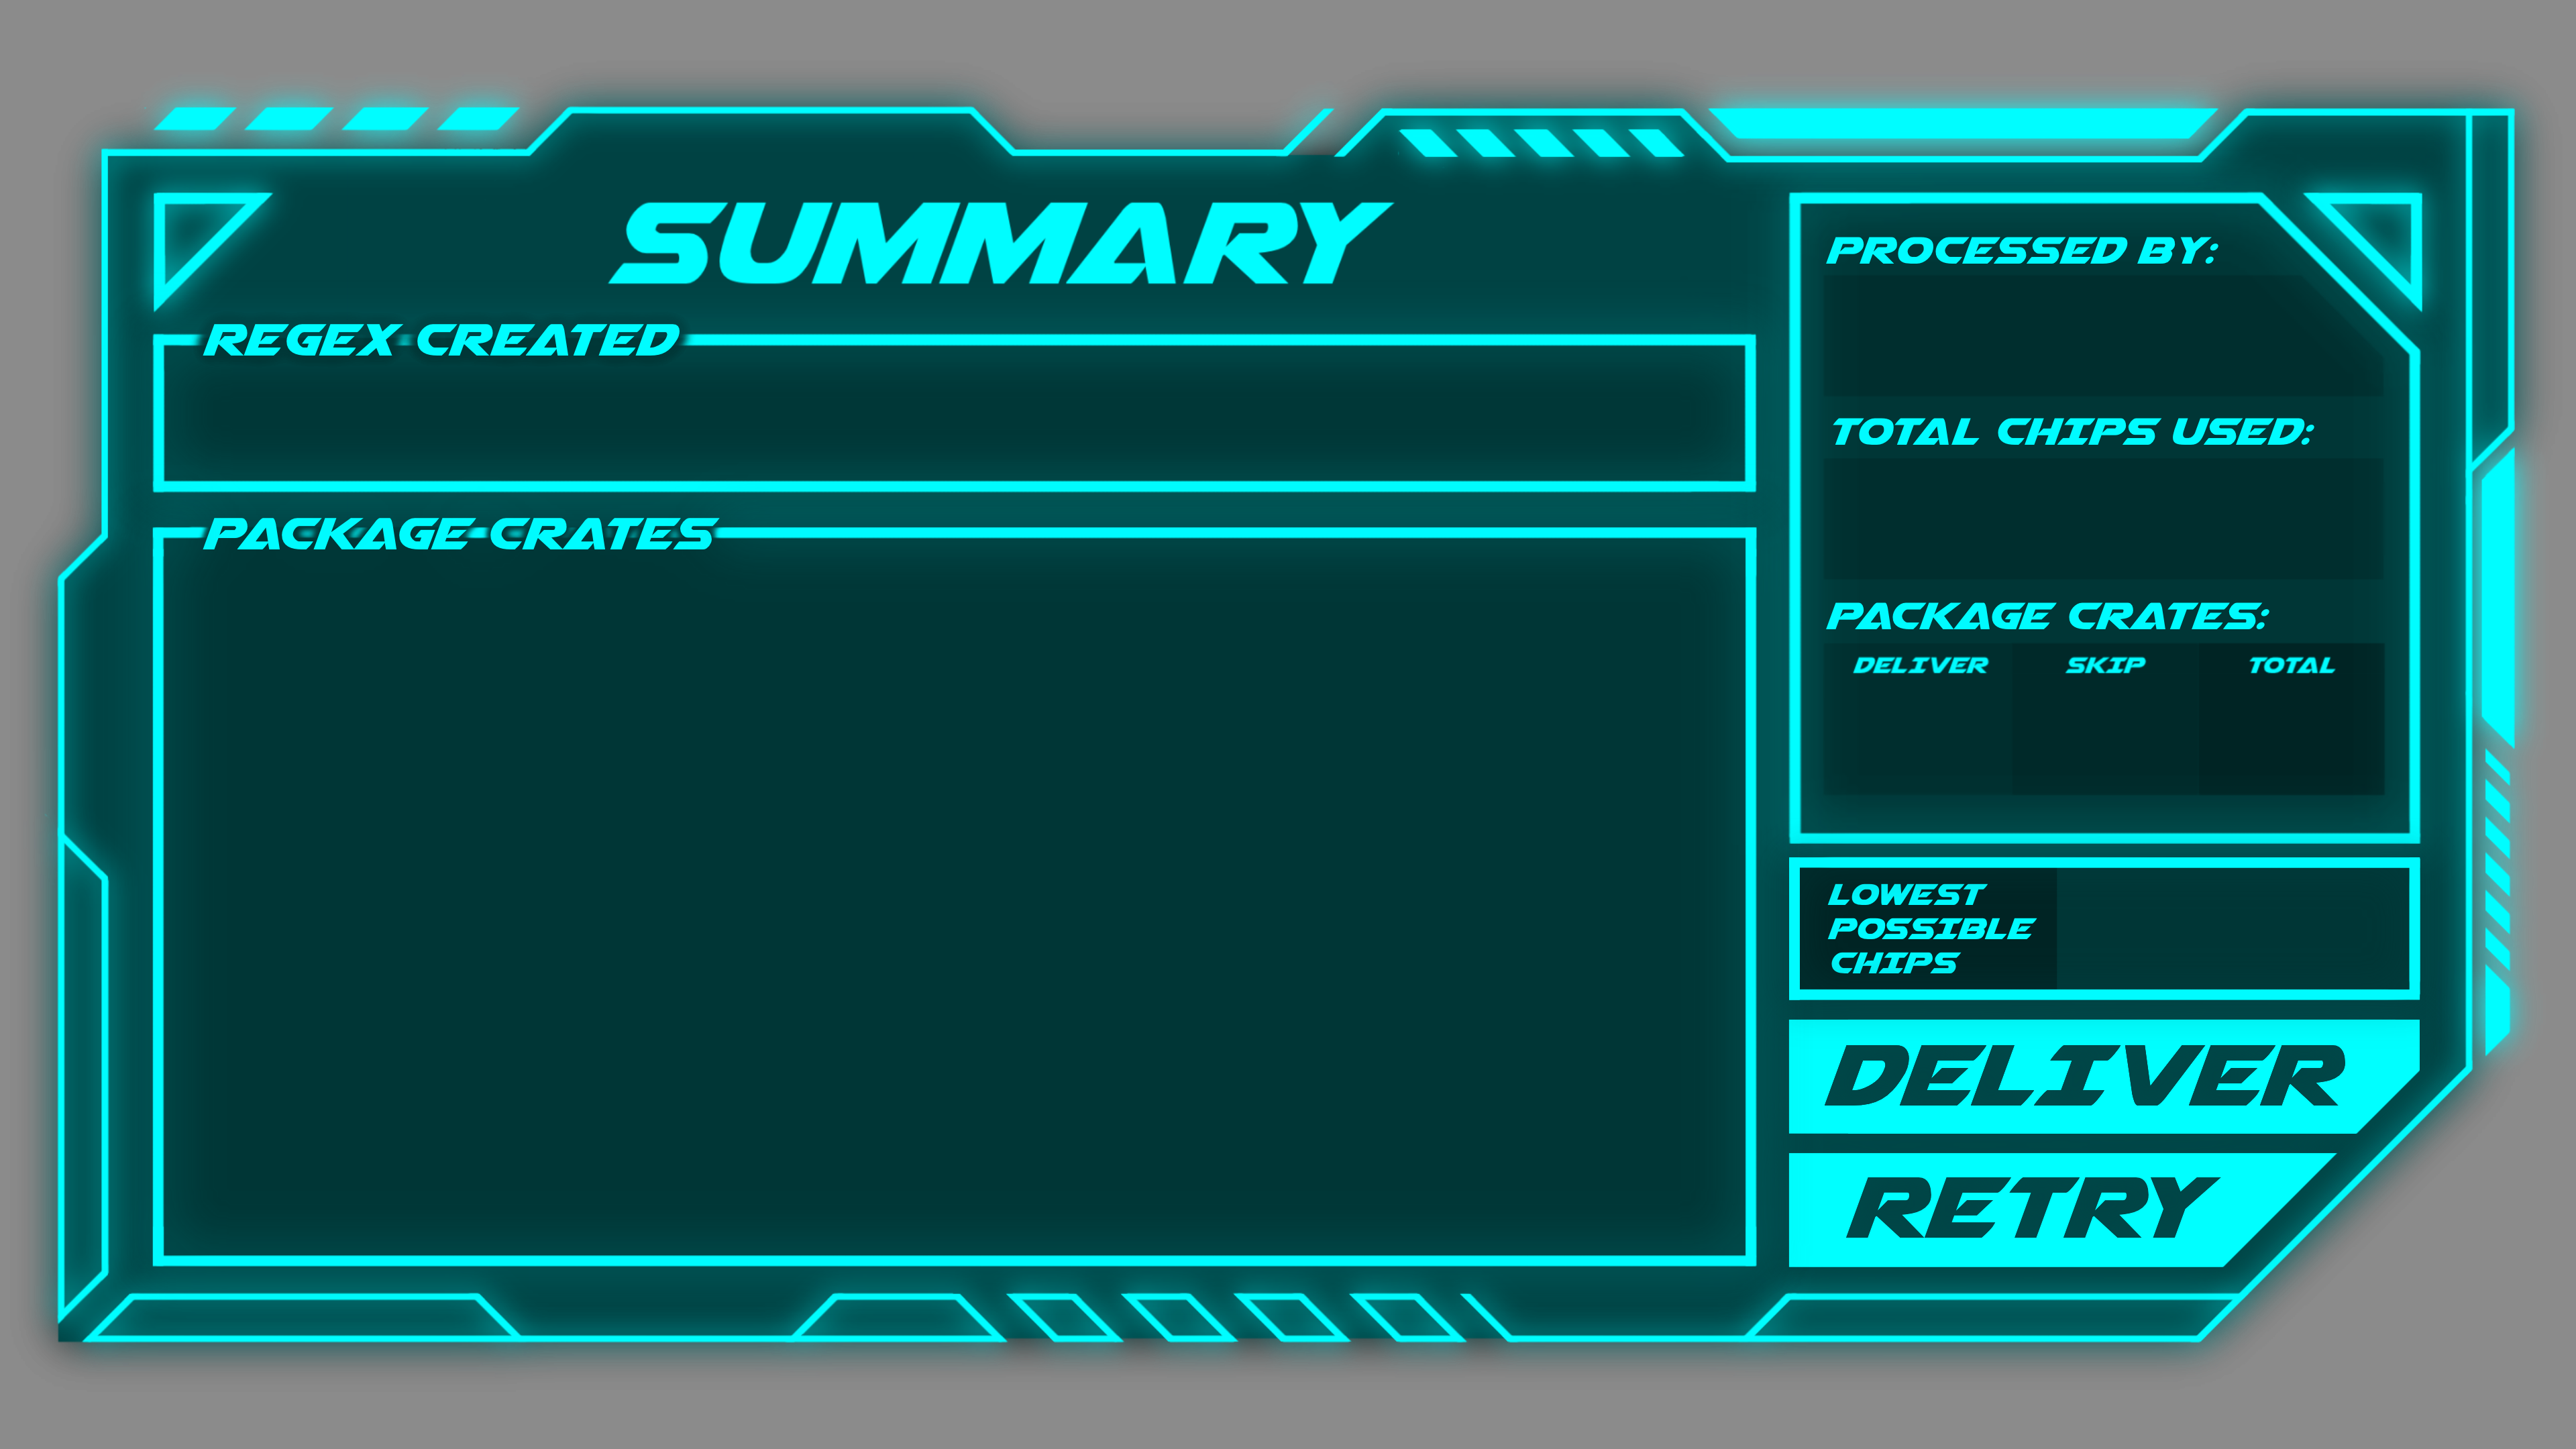 SUMMARY
REGEX CREATED
PACKAGE CRATES
PROCESSED BY:
TOTAL CHIPS USED:
PACKAGE CRATES:
DELIVER SKIP TOTAL
LOWEST
POSSIBLE
CHIPS
DELIVER
RETRY